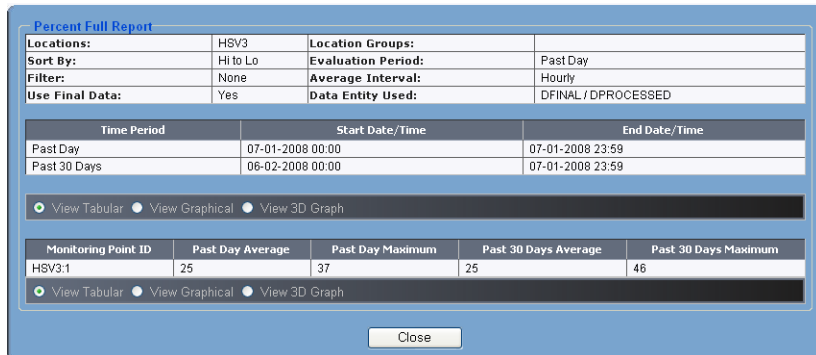 Percent Full Report
Locations: HSV3 Location Groups:
Sort By: Hi to Lo Evaluation Period: Past Day
Filter: None Average Interval: Hourly
Use Final Data: Yes Data Entity Used: DFINAL / DPROCESSED
Time Period Start Date/Time End Date/Time
Past Day 07-01-2008 00:00 07-01-2008 23:59
Past 30 Days 06-02-2008 00:00 07-01-2008 23:59
View Tabular View Graphical View 3D Graph
Monitoring Point ID Past Day Average Past Day Maximum Past 30 Days Average Past 30 Days Maximum
HSV3:1 25 37 25 46
View Tabular View Graphical View 3D Graph
Close